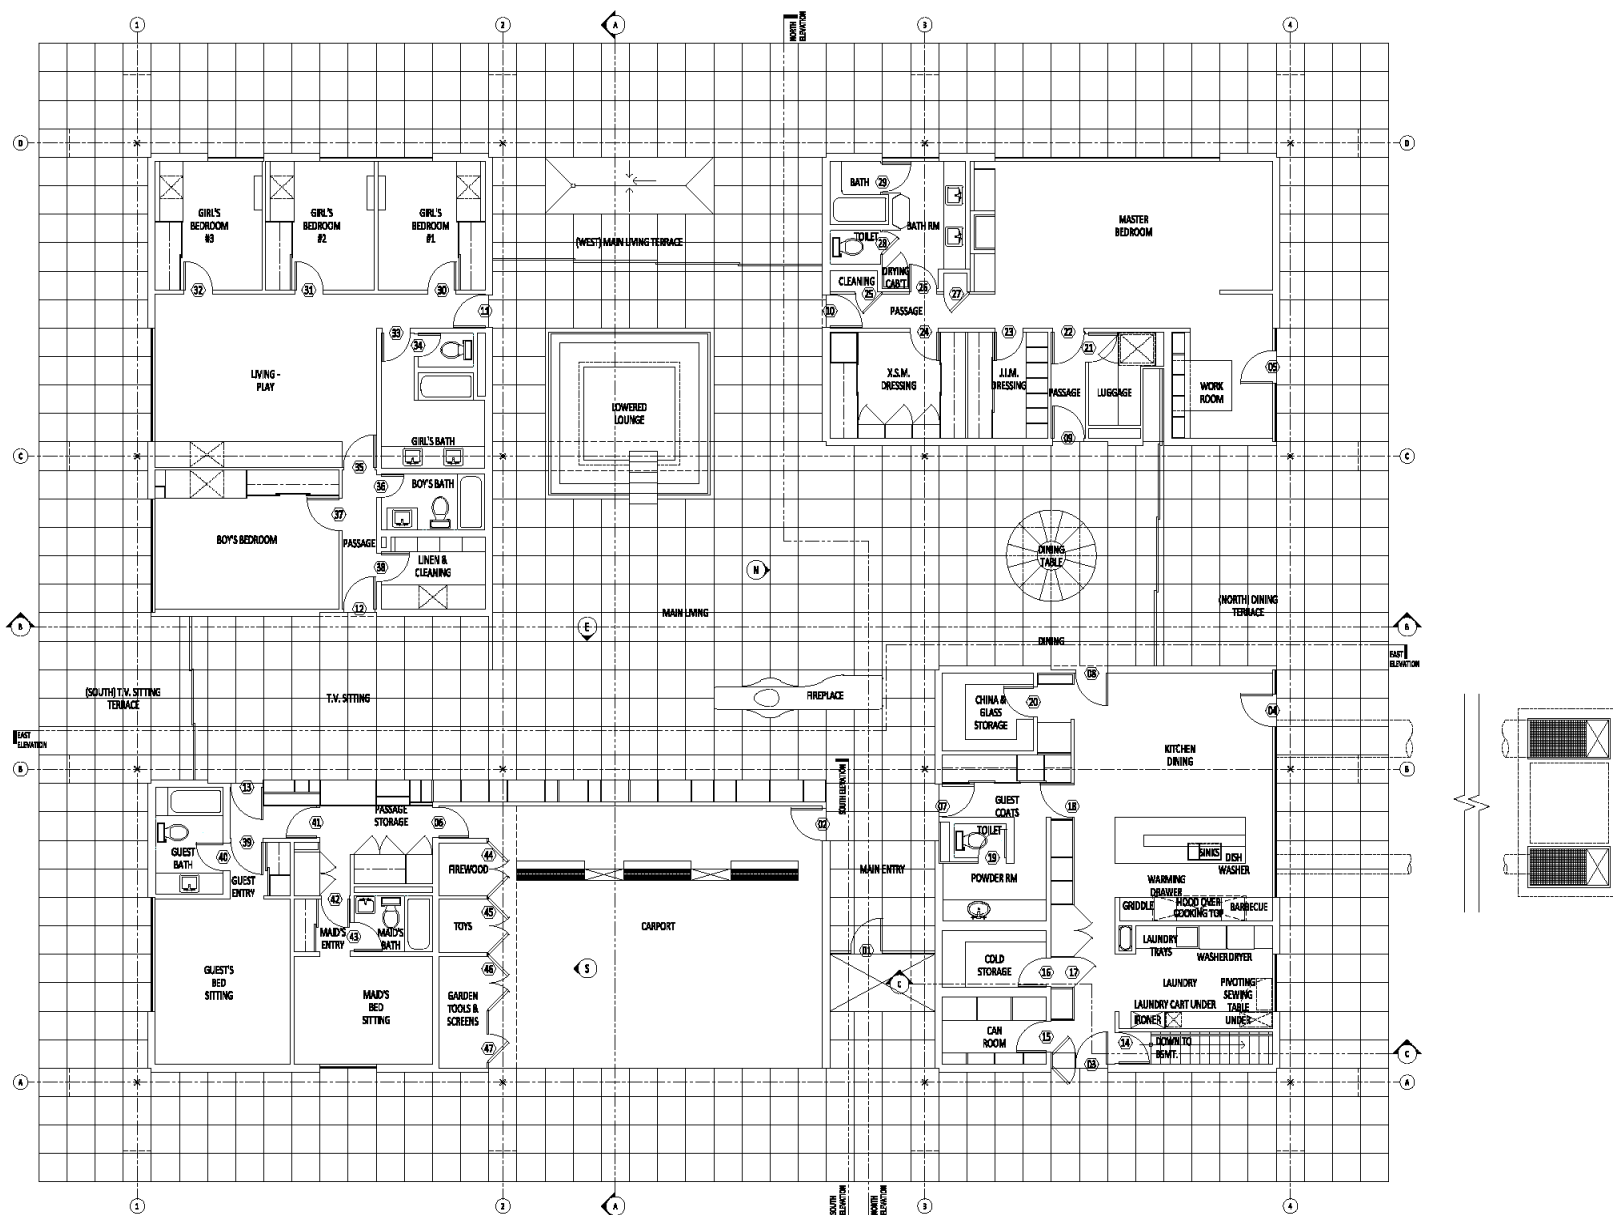 1
2
A
NORTH
ELEVATION
3
4
D
D
GIRL'S
BEDROOM
#3
GIRL'S
BEDROOM
#2
GIRL'S
BEDROOM
#1
(WEST) MAIN LIVING TERRACE
BATH
29
BATH RM
TOILET
28
CLEANING
DRYING
CAB'T
25
26
27
MASTER
BEDROOM
32
31
30
11
10
PASSAGE
33
34
24
23
22
21
LIVING -
PLAY
LOWERED
LOUNGE
X.S.M.
DRESSING
J.I.M.
DRESSING
PASSAGE
LUGGAGE
WORK
ROOM
05
GIRL'S BATH
09
C
C
35
36
BOY'S BATH
37
BOY'S BEDROOM
PASSAGE
38
LINEN &
CLEANING
12
DINING
TABLE
N
MAIN LIVING
(NORTH) DINING
TERRACE
B
E
B
DINING
EAST
ELEVATION
(SOUTH) T.V. SITTING
TERRACE
T.V. SITTING
FIREPLACE
CHINA &
GLASS
STORAGE
20
08
04
EAST
ELEVATION
KITCHEN
DINING
B
B
SOUTH ELEVATION
13
PASSAGE
STORAGE
41
06
02
07
GUEST
COATS
18
TOILET
19
39
40
GUEST
BATH
GUEST
ENTRY
44
FIREWOOD
MAIN ENTRY
POWDER RM
SINKS
DISH
WASHER
WARMING
DRAWER
42
43
MAID'S
ENTRY
MAID'S
BATH
45
TOYS
CARPORT
GRIDDLE
HOOD OVER
COOKING TOP
BARBECUE
01
LAUNDRY
TRAYS
WASHER
DRYER
GUEST'S
BED
SITTING
MAID'S
BED
SITTING
46
GARDEN
TOOLS &
SCREENS
47
S
C
COLD
STORAGE
16
17
LAUNDRY
PIVOTING
SEWING
TABLE
UNDER
LAUNDRY CART UNDER
IRONER
CAN
ROOM
15
03
14
DOWN TO
BSMT.
C
A
A
1
2
A
SOUTH
ELEVATION
NORTH
ELEVATION
3
4